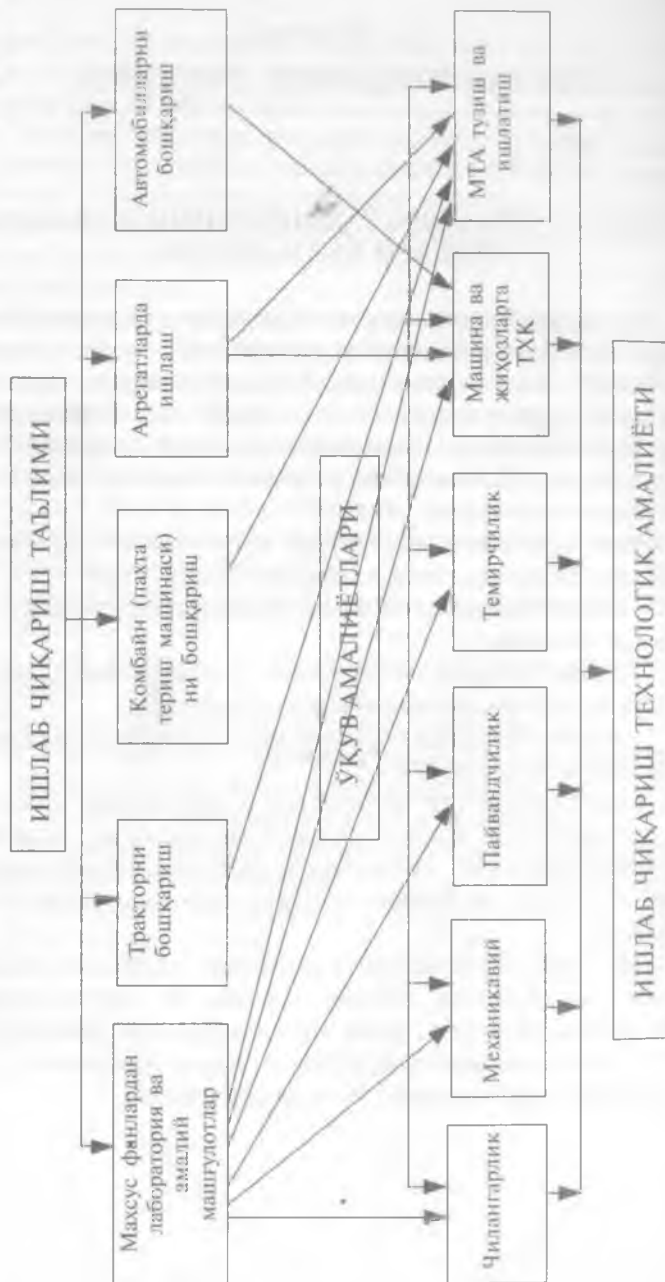 ИШЛАБ ЧИҚАРИШ ТАЪЛИМИ
Махсус фанлардан
лаборатория ва
амалий
машғулотлар
Тракторни
бошқариш
Комбайн (пахта
териш машинаси)
ни бошқариш
Агрегатларда
ишлаш
Автомобилларни
бошқариш
ЎҚУВ АМАЛИЁТЛАРИ
Чилангарлик
Механикавий
Пайвандчилик
Темирчилик
Машина ва
жиҳозларга
ТХК
МТА тузиш ва
ишлатиш
ИШЛАБ ЧИҚАРИШ ТЕХНОЛОГИК АМАЛИЁТИ